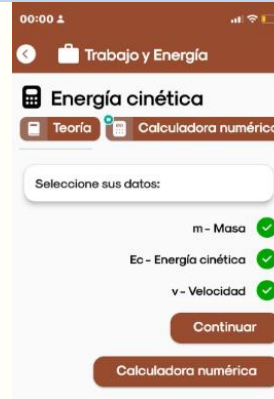 00:00
Trabajo y Energía
Energía cinética
Teoría
Calculadora numérica
Seleccione sus datos:
m - Masa
Ec - Energía cinética
v - Velocidad
Continuar
Calculadora numérica